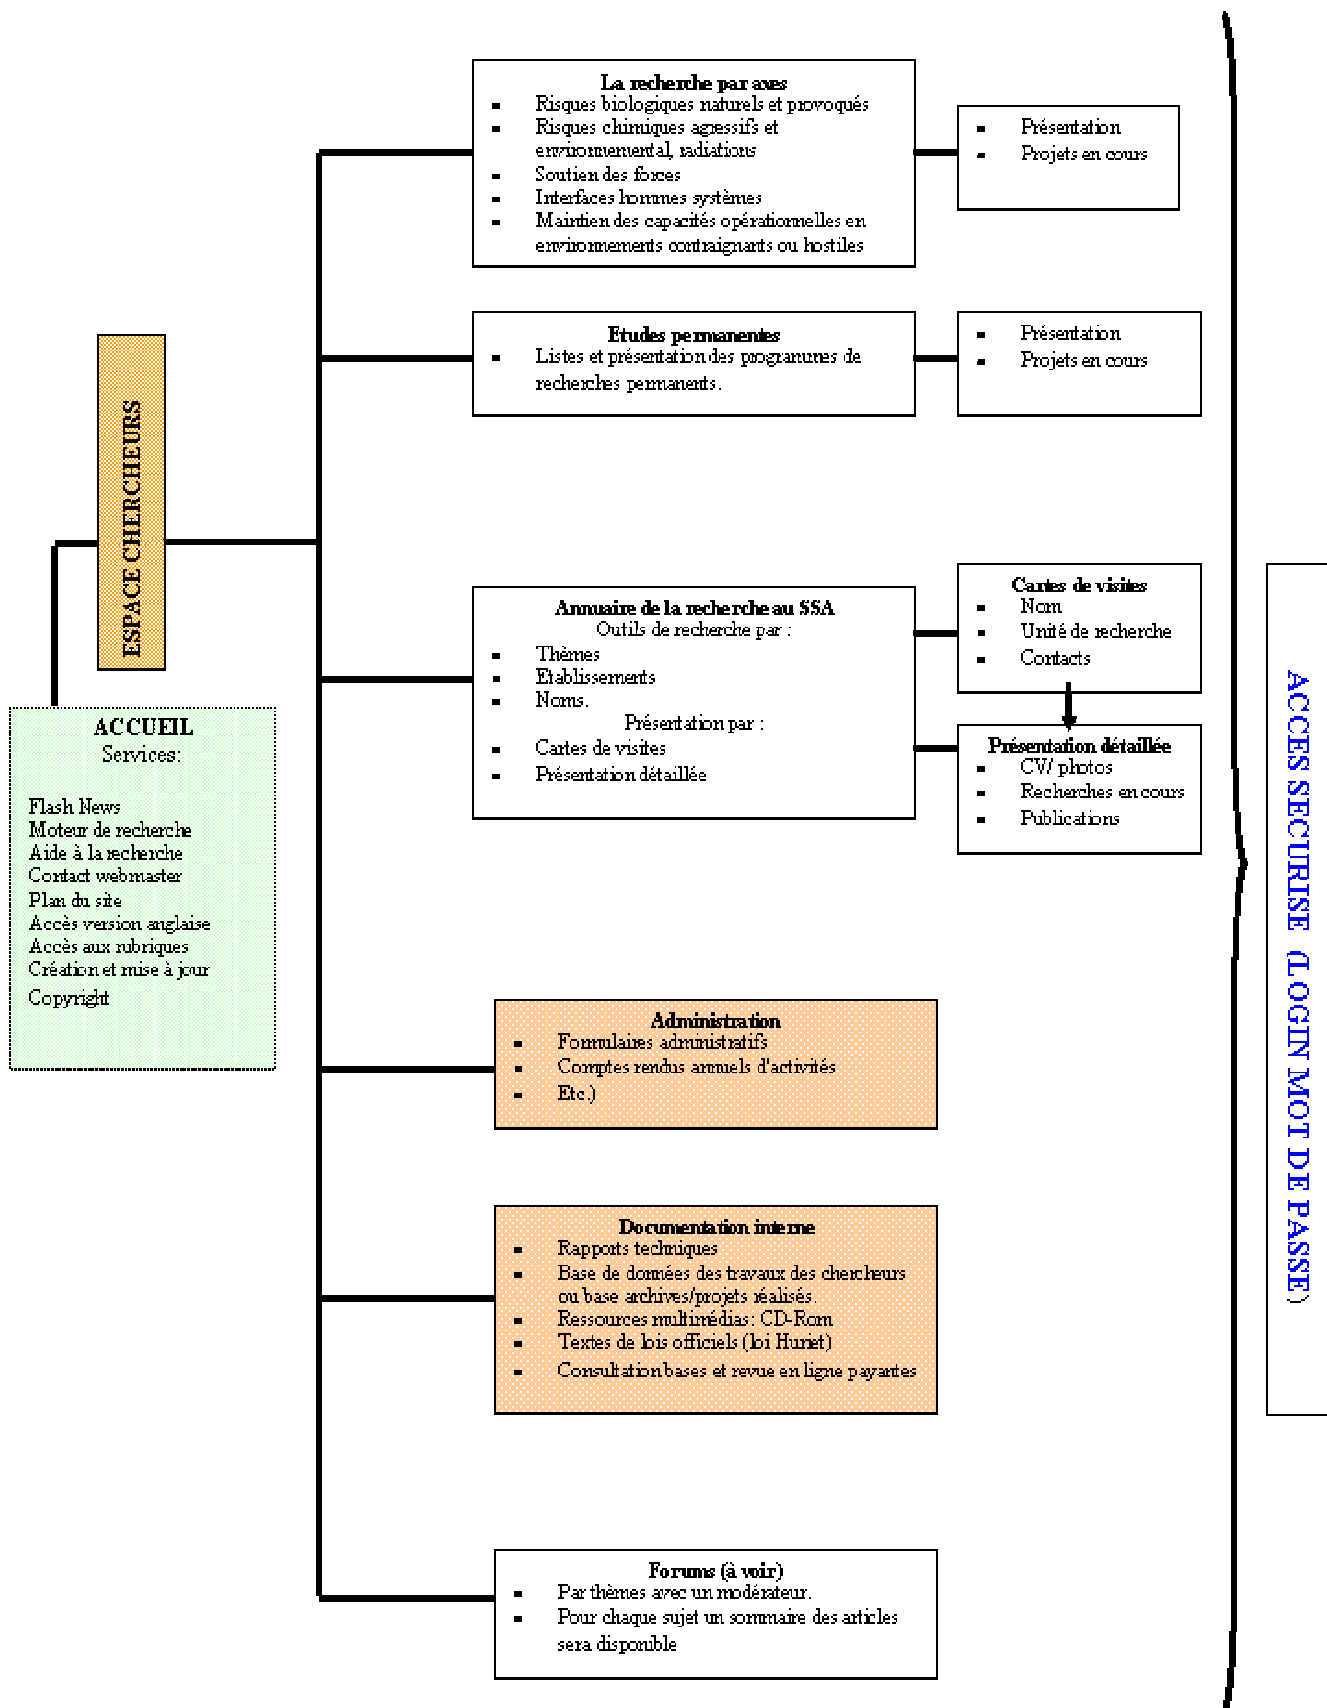 La recherche par axes
Risques biologiques naturels et provoqués
Risques chimiques agressifs et
environnemental, radiations
Soutien des forces
Interfaces hommes systèmes
Maintien des capacités opérationnelles en
environnements contraignants ou hostiles
Présentation
Projets en cours
Etudes permanentes
Listes et présentation des programmes de
recherches permanents.
Présentation
Projets en cours
ESPACE CHERCHEURS
Annuaire de la recherche au SSA
Outils de recherche par :
Thèmes
Etablissements
Noms.
Présentation par :
Cartes de visites
Présentation détaillée
Cartes de visites
Nom
Unité de recherche
Contacts
Présentation détaillée
CV/ photos
Recherches en cours
Publications
ACCUEIL
Services:
Flash News
Moteur de recherche
Aide à la recherche
Contact webmaster
Plan du site
Accès version anglaise
Accès aux rubriques
Création et mise à jour
Copyright
Administration
Formulaires administratifs
Comptes rendus annuels d'activités
Etc.)
Documentation interne
Rapports techniques
Base de données des travaux des chercheurs
ou base archives/projets réalisés.
Ressources multimédias: CD-Rom
Textes de lois officiels (loi Huriet)
Consultation bases et revue en ligne payantes
Forums (à voir)
Par thèmes avec un modérateur.
Pour chaque sujet un sommaire des articles
sera disponible
ACCES SECURISE (LOGIN MOT DE PASSE)